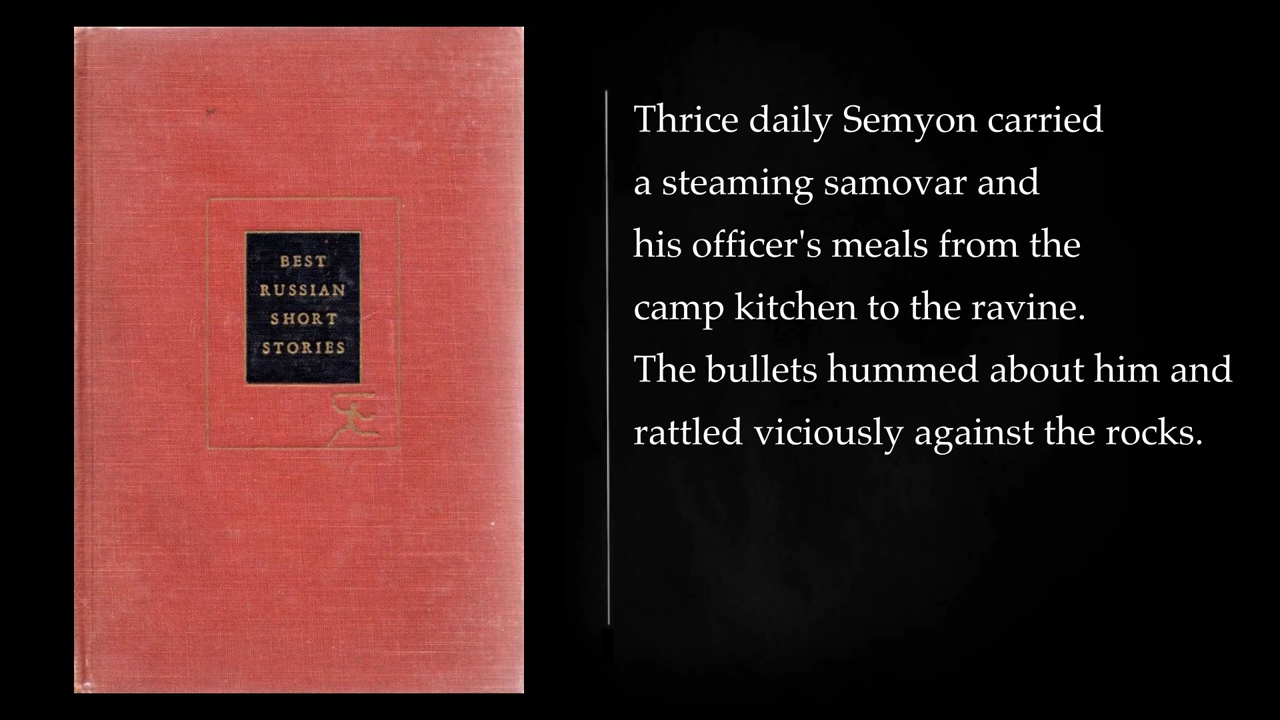 BEST
RUSSIAN
SHORT
STORIES
Thrice daily Semyon carried
a steaming samovar and
his officer's meals from the
camp kitchen to the ravine.
The bullets hummed about him and
rattled viciously against the rocks.